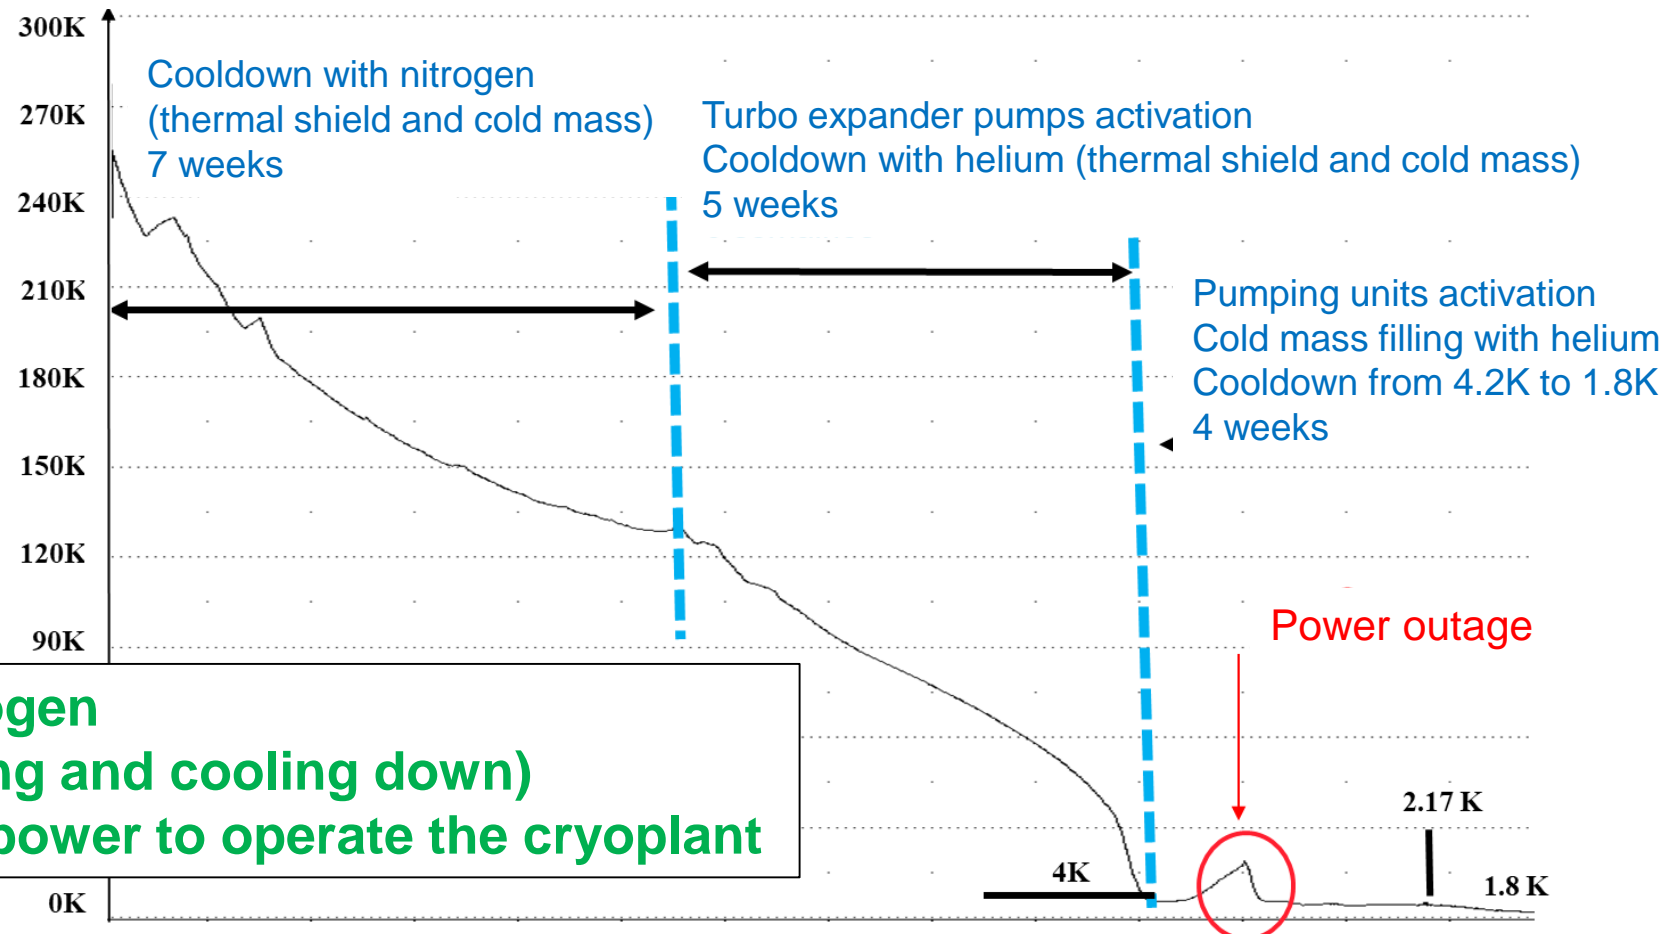 300K
270K
240K
210K
180K
150K
120K
90K
0K
Cooldown with nitrogen
(thermal shield and cold mass)
7 weeks
Turbo expander pumps activation
Cooldown with helium (thermal shield and cold mass)
5 weeks
Pumping units activation
Cold mass filling with helium
Cooldown from 4.2K to 1.8K
4 weeks
Power outage
and cooling down)
power to operate the cryoplant
4K
2.17 K
1.8 K